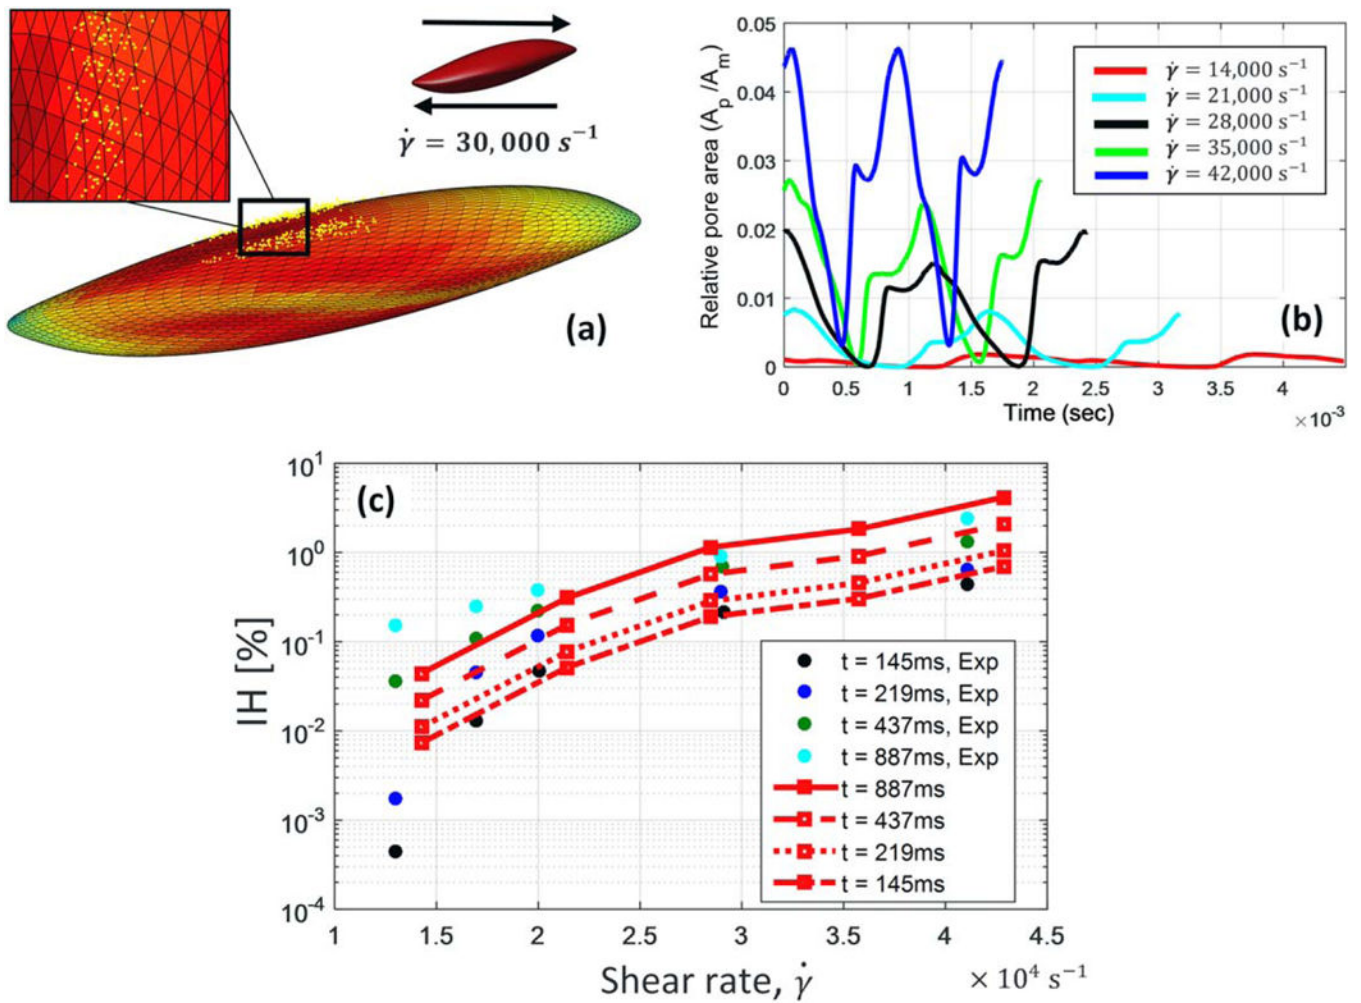 γ̇ = 30,000 s⁻¹
(a)
Relative pore area (A_p /A_m)
0.05
0.04
0.03
0.02
0.01
0
γ̇ = 14,000 s⁻¹
γ̇ = 21,000 s⁻¹
γ̇ = 28,000 s⁻¹
γ̇ = 35,000 s⁻¹
γ̇ = 42,000 s⁻¹
(b)
0 0.5 1 1.5 2 2.5 3 3.5 4
Time (sec)
×10⁻³
(c)
IH [%]
10¹
10⁰
10⁻¹
10⁻²
10⁻³
10⁻⁴
t = 145ms, Exp
t = 219ms, Exp
t = 437ms, Exp
t = 887ms, Exp
t = 887ms
t = 437ms
t = 219ms
t = 145ms
1 1.5 2 2.5 3 3.5 4 4.5
Shear rate, γ̇
× 10⁴ s⁻¹